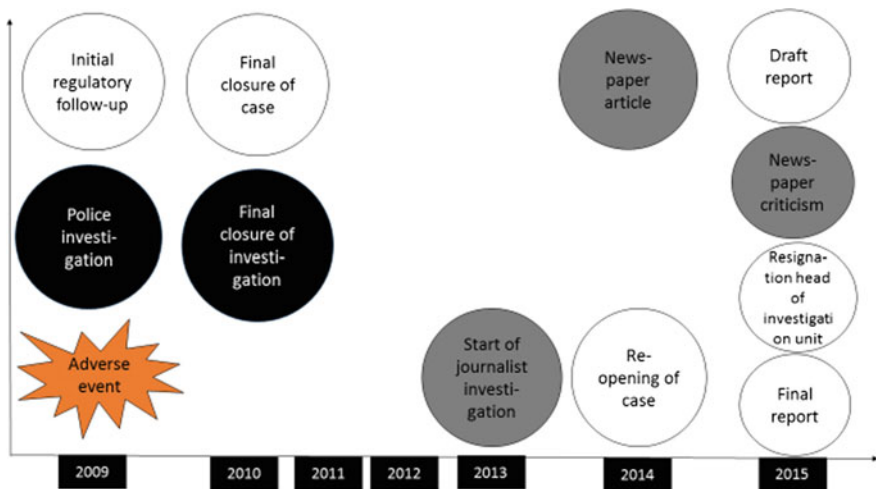 Initial
regulatory
follow-up
Final
closure of
case
News-
paper
article
Draft
report
Police
investi-
gation
Final
closure of
investi-
gation
News-
paper
criticism
Adverse
event
Start of
journalist
investi-
gation
Re-
opening of
case
Resigna-
tion head
of
investigati
on unit
Final
report
2009
2010
2011
2012
2013
2014
2015